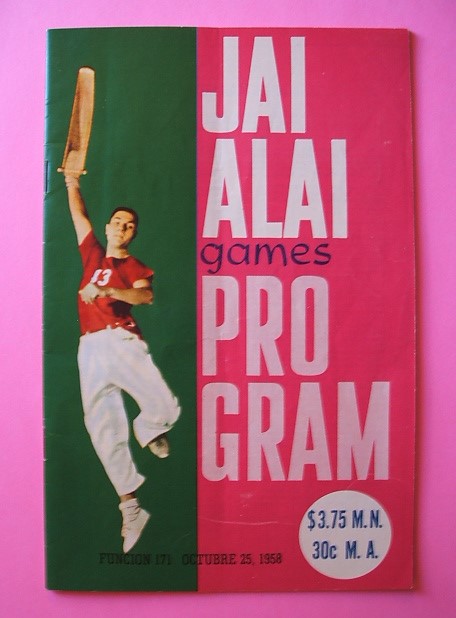 JAI
ALAI
games
PRO
GRAM
13
$3.75 M.N.
30c M. A.
FUNCION 171 OCTUBRE 25, 1958